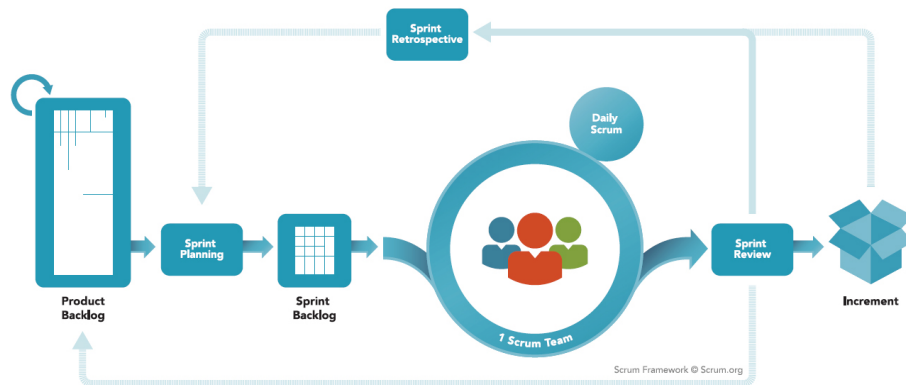 Sprint
Retrospective
Daily
Scrum
Sprint
Planning
Sprint
Review
Product
Backlog
Sprint
Backlog
1 Scrum Team
Increment
Scrum Framework © Scrum.org